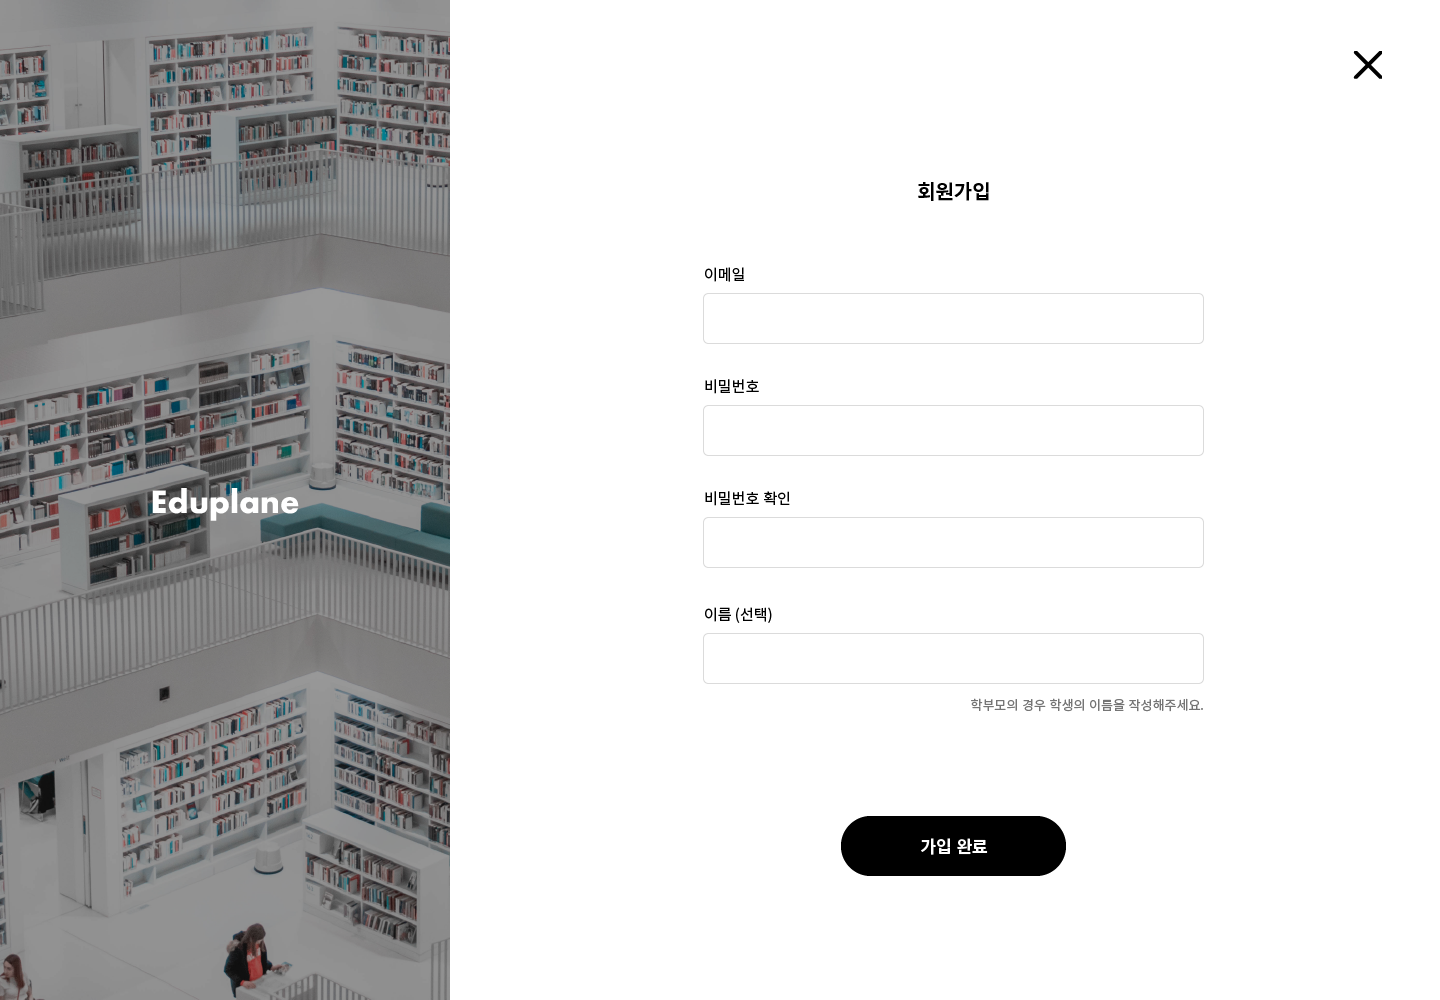 회원가입
이메일
비밀번호
Eduplane
비밀번호 확인
이름 (선택)
학부모의 경우 학생의 이름을 작성해주세요.
가입 완료